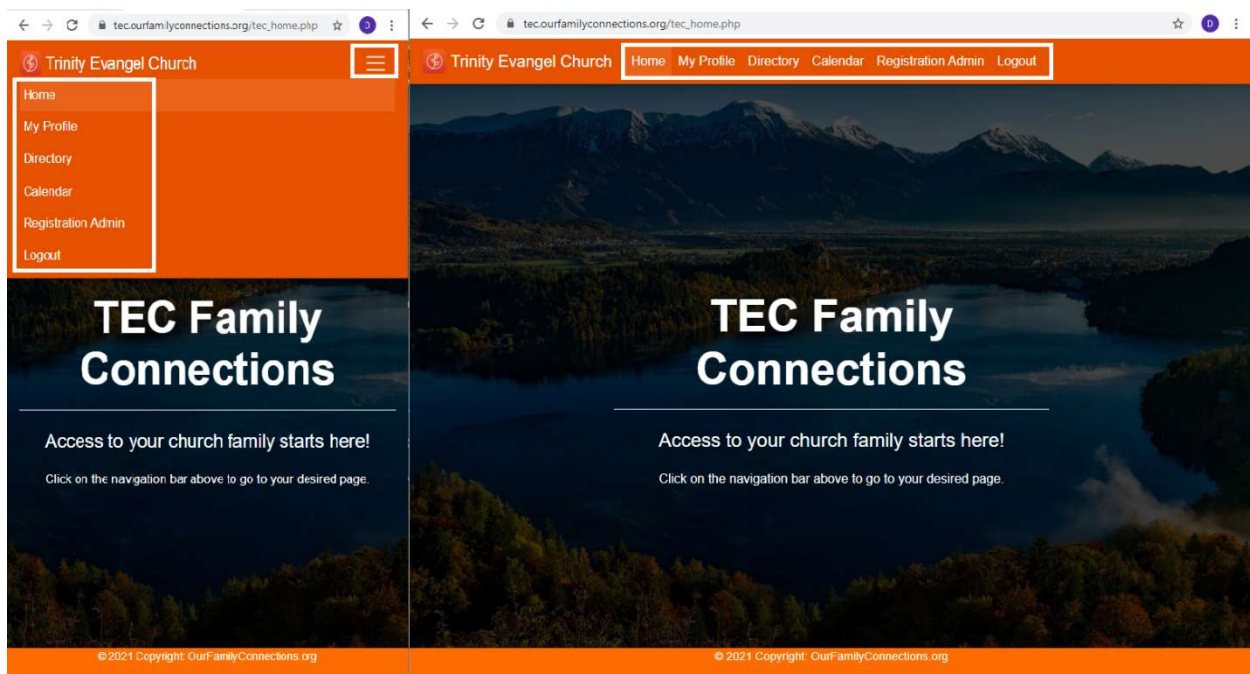 tec.ourfamilyconnections.org/tec_home.php
D
Trinity Evangel Church
Home
My Profile
Directory
Calendar
Registration Admin
Logout
TEC Family
Connections
Access to your church family starts here!
Click on the navigation bar above to go to your desired page.
© 2021 Copyright: OurFamilyConnections.org
tec.ourfamilyconnections.org/tec_home.php
D
Trinity Evangel Church Home My Profile Directory Calendar Registration Admin Logout
TEC Family
Connections
Access to your church family starts here!
Click on the navigation bar above to go to your desired page.
© 2021 Copyright: OurFamilyConnections.org